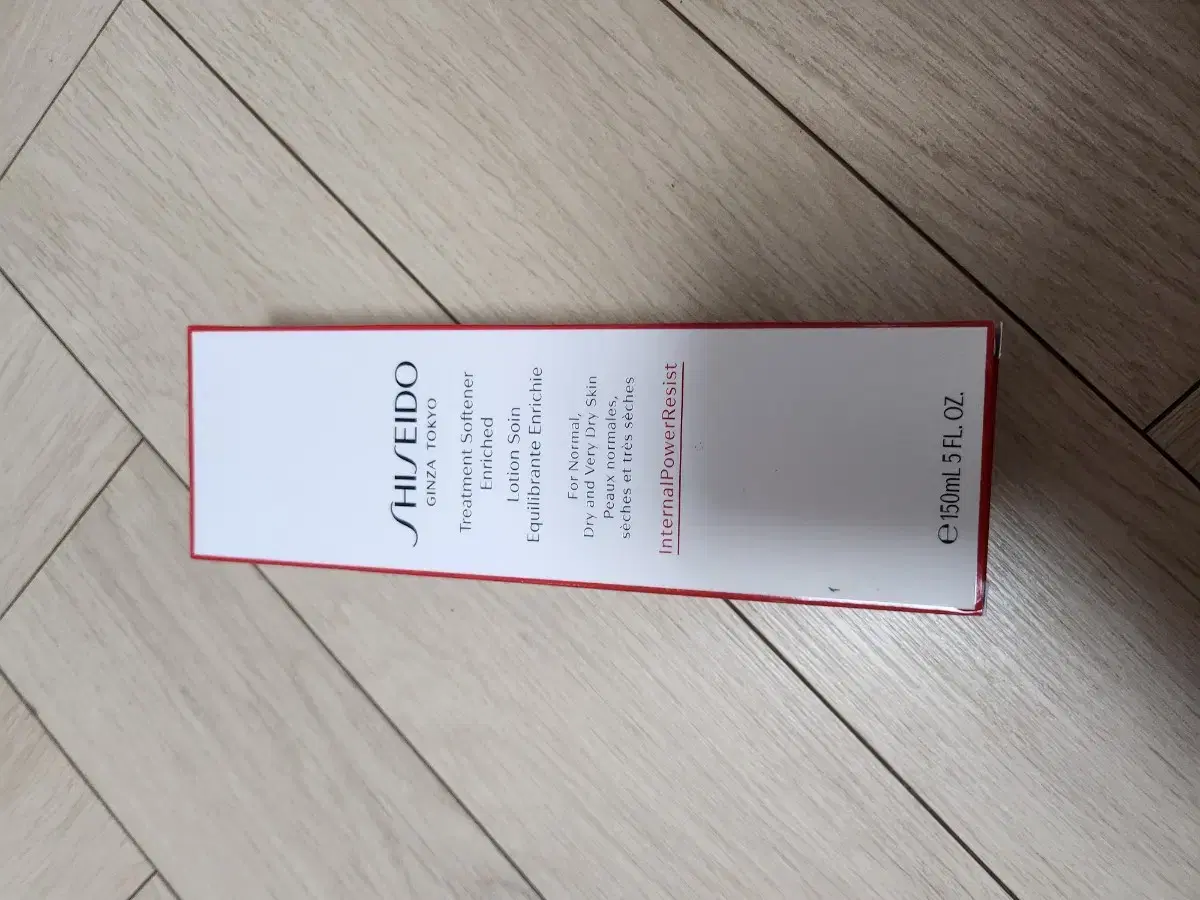 SHISEIDO
GINZA TOKYO
Treatment Softener
Enriched
Lotion Soin
Equilibrante Enrichie
For Normal,
Dry and Very Dry Skin
Peaux normales,
sèches et très sèches
InternalPowerResist
℮ 150mL 5 FL. OZ.